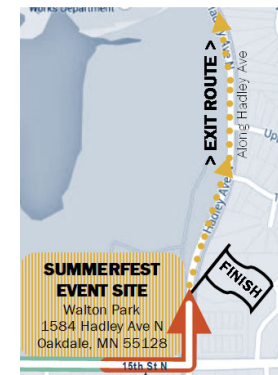 Works Department
> EXIT ROUTE >
Along Hadley Ave
Hadley Ave
FINISH
SUMMERFEST
EVENT SITE
Walton Park
1584 Hadley Ave N
Oakdale, MN 55128
15th St N